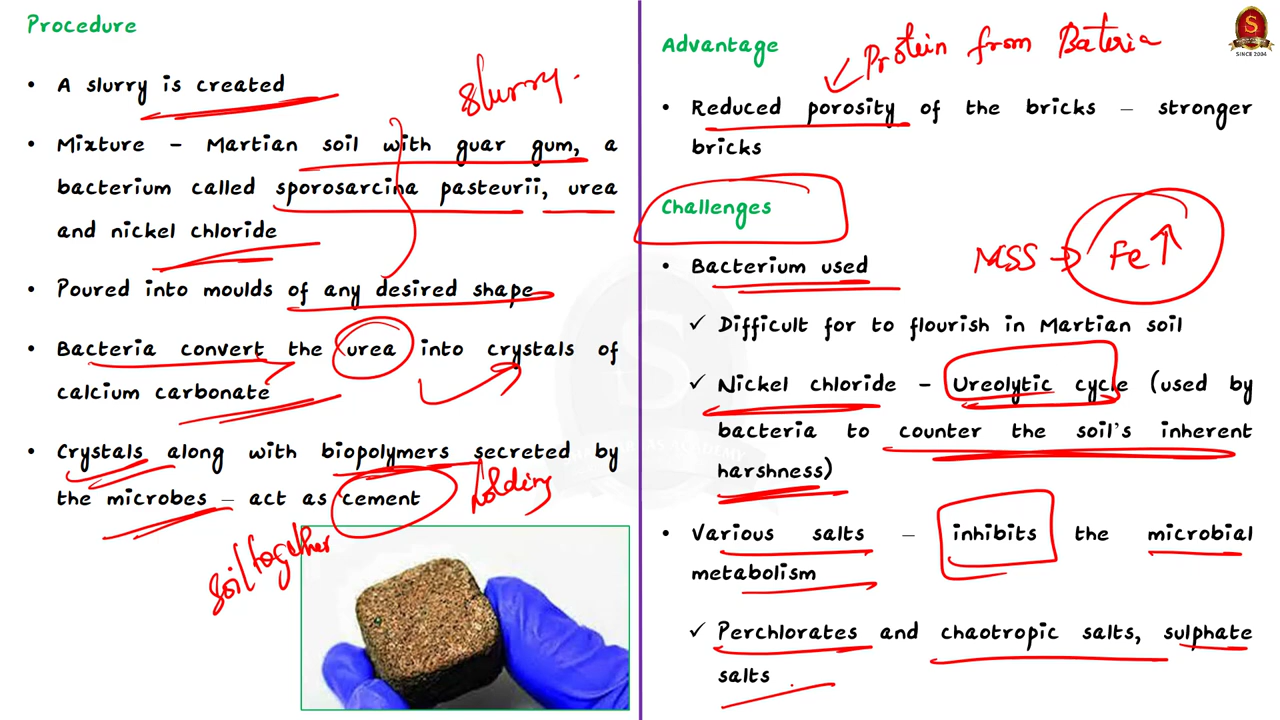 Procedure
• A slurry is created
slurry.
• Mixture – Martian soil with guar gum, a
bacterium called sporosarcina pasteurii, urea
and nickel chloride
• Poured into moulds of any desired shape
• Bacteria convert the urea into crystals of
calcium carbonate
• Crystals along with biopolymers secreted by
the microbes – act as cement
holding
soil together
Advantage
Protein from Bateria
• Reduced porosity of the bricks – stronger
bricks
Challenges
MSS → Fe ↑
• Bacterium used
✓ Difficult for to flourish in Martian soil
✓ Nickel chloride – Ureolytic cycle (used by
bacteria to counter the soil's inherent
harshness)
• Various salts – inhibits the microbial
metabolism
✓ Perchlorates and chaotropic salts, sulphate
salts
S
SINCE 2004